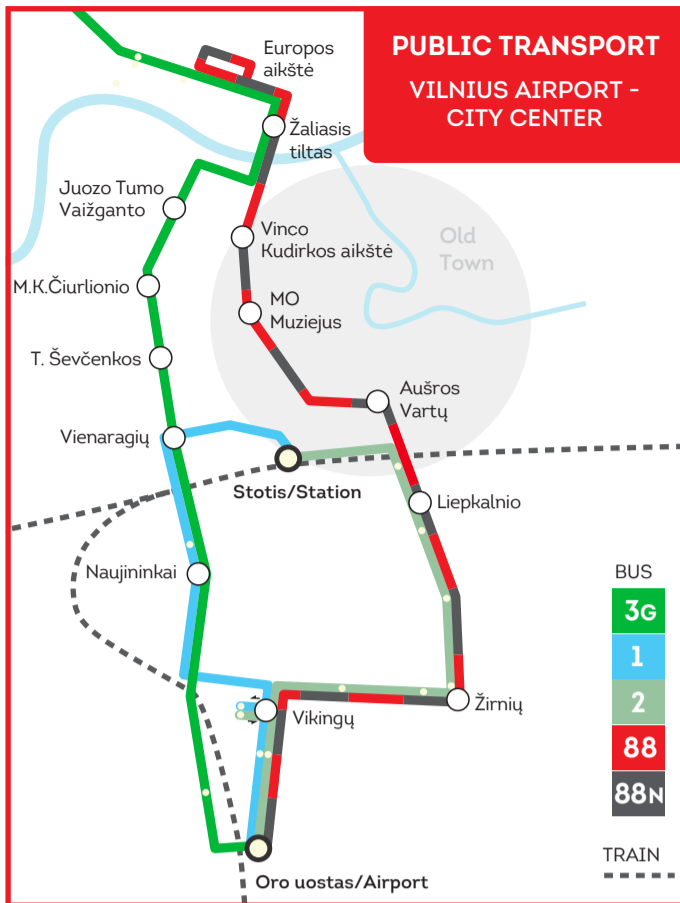 PUBLIC TRANSPORT
VILNIUS AIRPORT -
CITY CENTER
Europos
aikštė
Žaliasis
tiltas
Juozo Tumo
Vaižganto
Vinco
Kudirkos aikštė
Old
Town
M.K.Čiurlionio
MO
Muziejus
T. Ševčenkos
Aušros
Vartų
Vienaragių
Stotis/Station
Liepkalnio
Naujininkai
Vikingų
Žirnių
Oro uostas/Airport
BUS
3G
1
2
88
88N
TRAIN